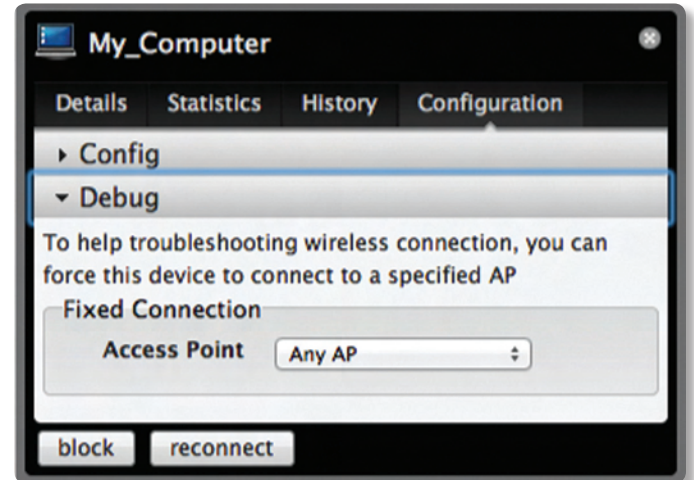 My_Computer
Details Statistics History Configuration
Config
Debug
To help troubleshooting wireless connection, you can
force this device to connect to a specified AP
Fixed Connection
Access Point Any AP
block reconnect